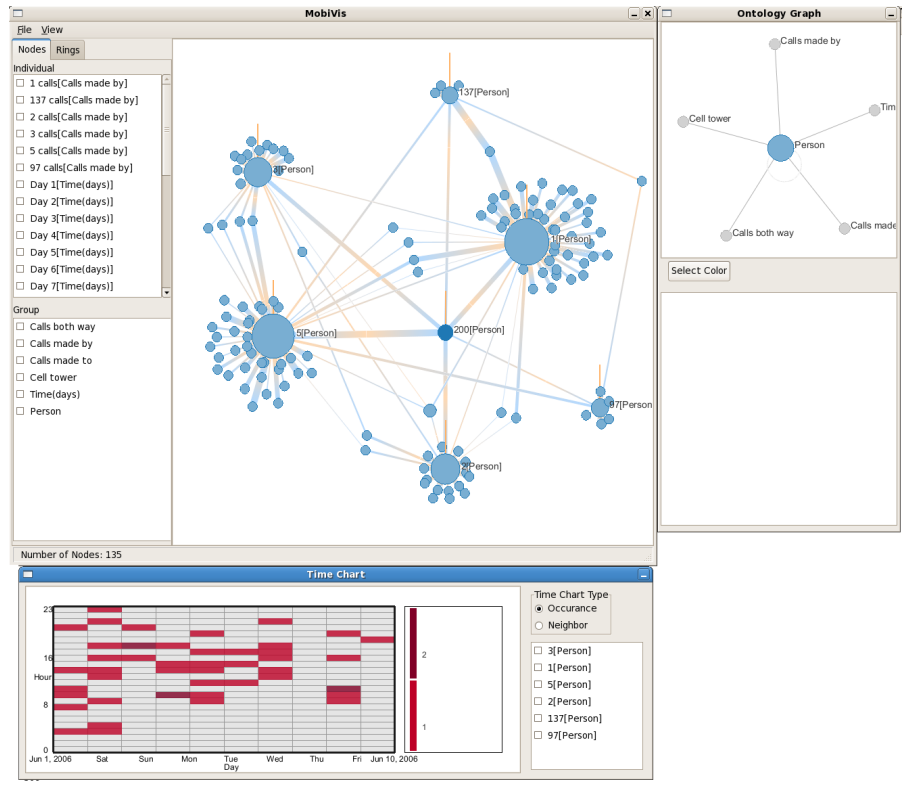 MobiVis
File View
Nodes Rings
Individual
1 calls[Calls made by]
137 calls[Calls made by]
2 calls[Calls made by]
3 calls[Calls made by]
5 calls[Calls made by]
97 calls[Calls made by]
Day 1[Time(days)]
Day 2[Time(days)]
Day 3[Time(days)]
Day 4[Time(days)]
Day 5[Time(days)]
Day 6[Time(days)]
Day 7[Time(days)]
Group
Calls both way
Calls made by
Calls made to
Cell tower
Time(days)
Person
137[Person]
3[Person]
1[Person]
200[Person]
5[Person]
97[Person
2[Person]
Number of Nodes: 135
Ontology Graph
Calls made by
Tim
Cell tower
Person
Calls made
Calls both way
Select Color
Time Chart
23
16
Hour
8
0
Jun 1, 2006 Sat Sun Mon Tue Wed Thu Fri Jun 10, 2006
Day
2
1
Time Chart Type
Occurance
Neighbor
3[Person]
1[Person]
5[Person]
2[Person]
137[Person]
97[Person]